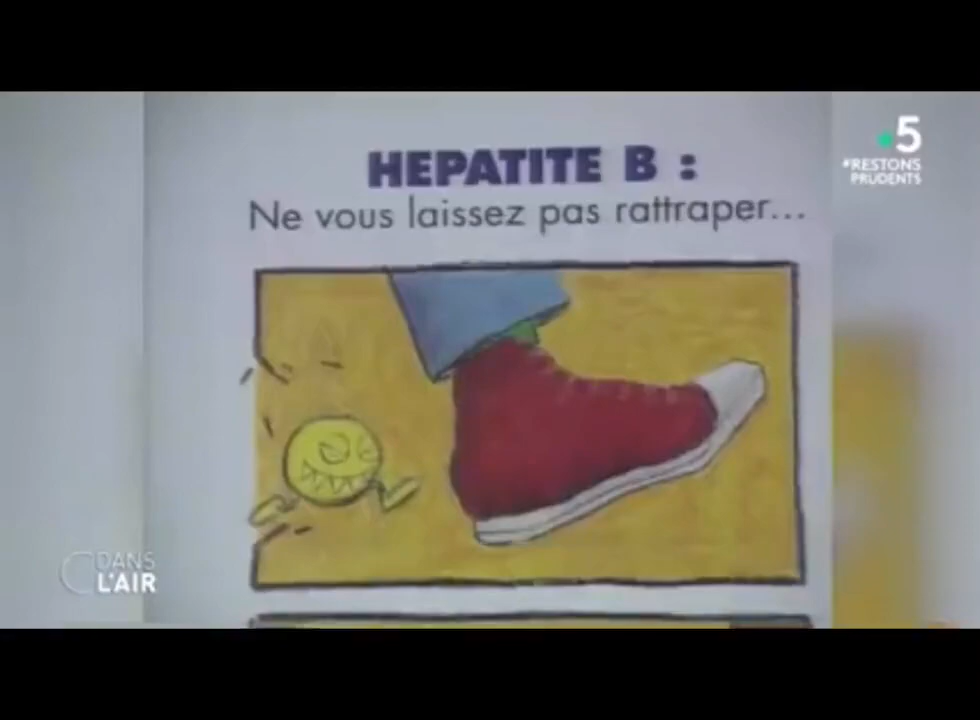 HEPATITE B :
Ne vous laissez pas rattraper...
5
#RESTONS
PRUDENTS
C DANS
L'AIR